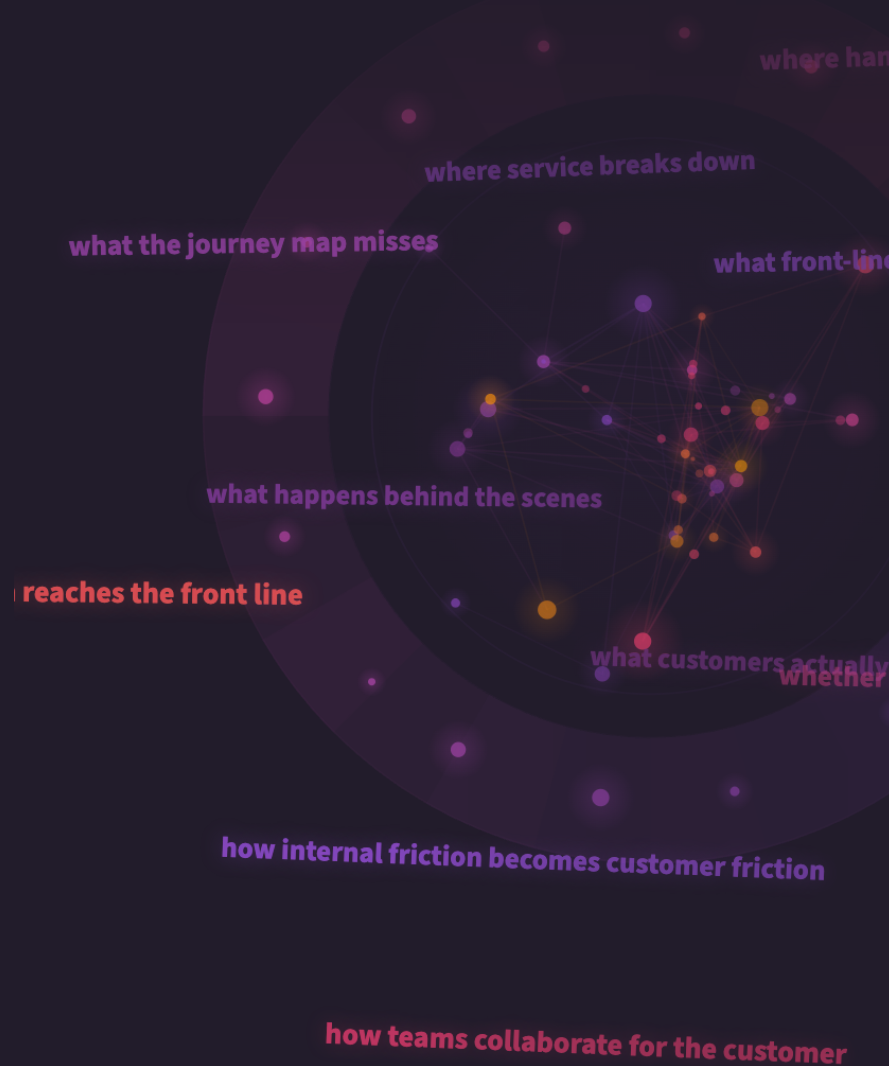 where han
where service breaks down
what the journey map misses
what front-line
what happens behind the scenes
reaches the front line
what customers actually
whether
how internal friction becomes customer friction
how teams collaborate for the customer